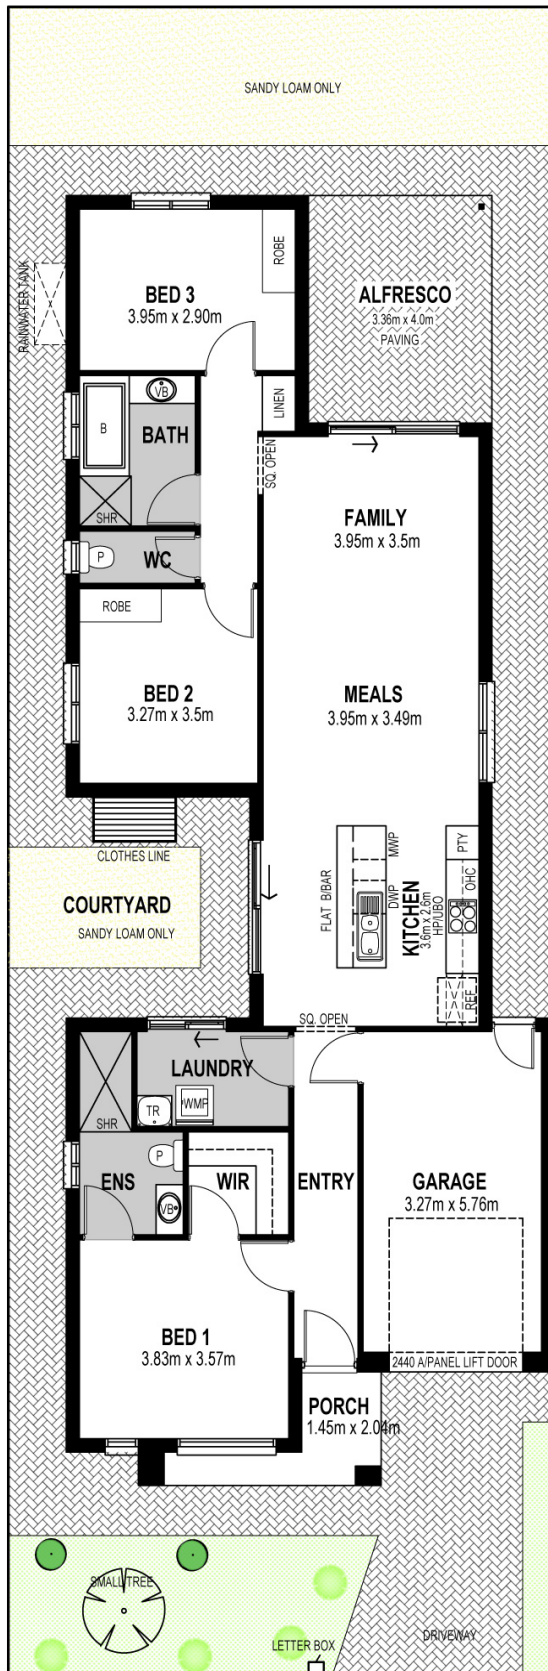 SANDY LOAM ONLY
RAINWATER TANK
BED 3
3.95m x 2.90m
ROBE
ALFRESCO
3.36m x 4.0m
PAVING
VB
B
BATH
LINEN
SHR
SQ. OPEN
P
WC
FAMILY
3.95m x 3.5m
ROBE
BED 2
3.27m x 3.5m
MEALS
3.95m x 3.49m
CLOTHES LINE
COURTYARD
SANDY LOAM ONLY
FLAT B/BAR
MWP
DWP
KITCHEN
3.6m x 2.6m
HP/UBO
OHC
PTY
REF
SQ. OPEN
LAUNDRY
TR
WMP
SHR
P
ENS
VB
WIR
ENTRY
GARAGE
3.27m x 5.76m
BED 1
3.83m x 3.57m
2440 A/PANEL LIFT DOOR
PORCH
1.45m x 2.04m
SMALL TREE
LETTER BOX
DRIVEWAY